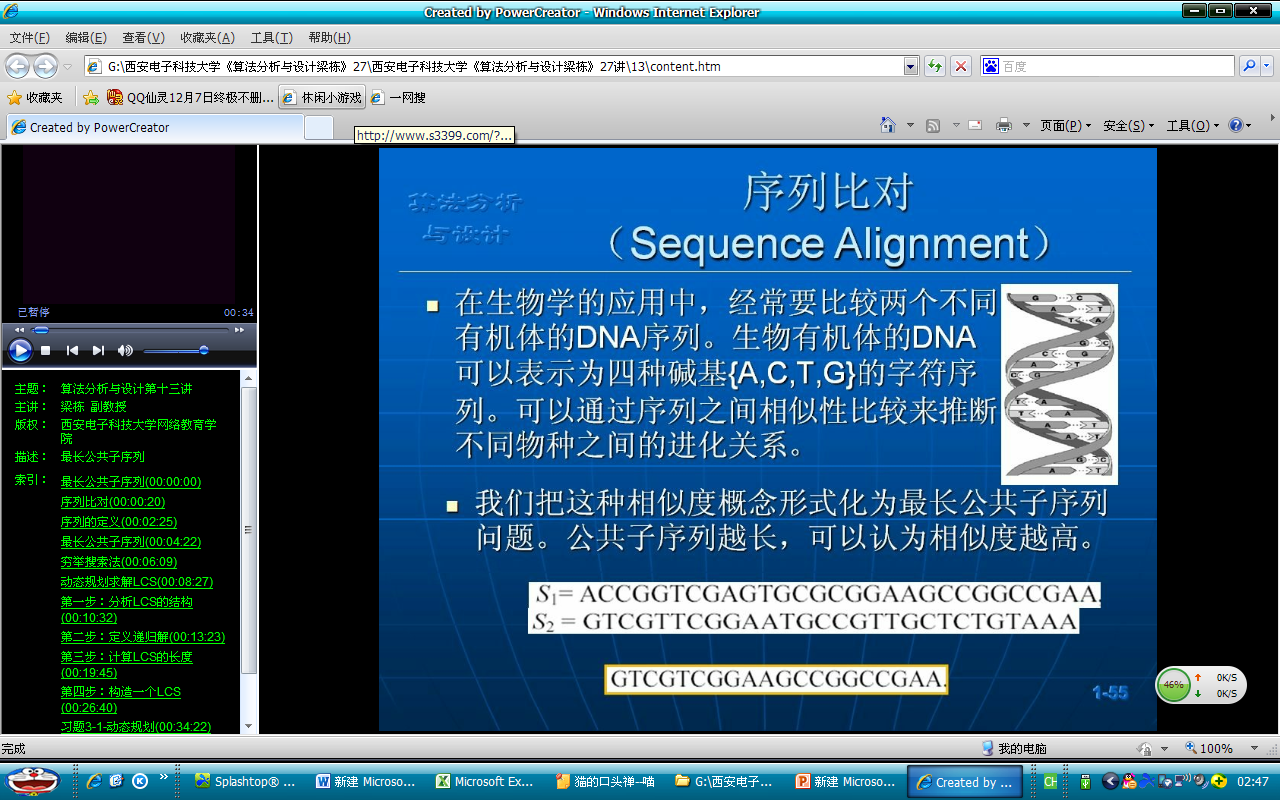 Created by PowerCreator - Windows Internet Explorer
文件(F) 编辑(E) 查看(V) 收藏夹(A) 工具(T) 帮助(H)
G:\西安电子科技大学《算法分析与设计梁栋》27\西安电子科技大学《算法分析与设计梁栋》27讲\13\content.htm
百度
收藏夹 QQ仙灵12月7日终极不删... 休闲小游戏 一网搜
Created by PowerCreator
http://www.s3399.com/?...
页面(P) 安全(S) 工具(O)
已暂停 00:34
主题： 算法分析与设计第十三讲
主讲： 梁栋 副教授
版权： 西安电子科技大学网络教育学
院
描述： 最长公共子序列
索引： 最长公共子序列(00:00:00)
序列比对(00:00:20)
序列的定义(00:02:25)
最长公共子序列(00:04:22)
穷举搜索法(00:06:09)
动态规划求解LCS(00:08:27)
第一步：分析LCS的结构
(00:10:32)
第二步：定义递归解(00:13:23)
第三步：计算LCS的长度
(00:19:45)
第四步：构造一个LCS
(00:26:40)
习题3-1-动态规划(00:34:22)
算法分析
与设计
序列比对
（Sequence Alignment）
在生物学的应用中，经常要比较两个不同
有机体的DNA序列。生物有机体的DNA
可以表示为四种碱基{A,C,T,G}的字符序
列。可以通过序列之间相似性比较来推断
不同物种之间的进化关系。
我们把这种相似度概念形式化为最长公共子序列
问题。公共子序列越长，可以认为相似度越高。
S1= ACCGGTCGAGTGCGCGGAAGCCGGCCGAA.
S2 = GTCGTTCGGAATGCCGTTGCTCTGTAAA
GTCGTCGGAAGCCGGCCGAA.
1-55
46%
0K/S
0K/S
完成 我的电脑 100%
Splashtop® ... 新建 Microso... Microsoft Ex... 猫的口头禅--喵 G:\西安电子... 新建 Microso... Created by ... CH 02:47